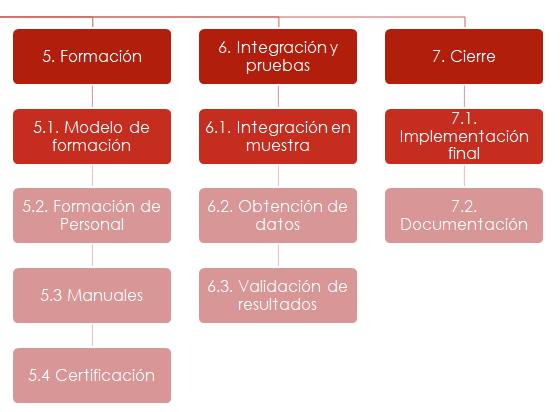 5. Formación
5.1. Modelo de
formación
5.2. Formación de
Personal
5.3 Manuales
5.4 Certificación
6. Integración y
pruebas
6.1. Integración en
muestra
6.2. Obtención de
datos
6.3. Validación de
resultados
7. Cierre
7.1.
Implementación
final
7.2.
Documentación